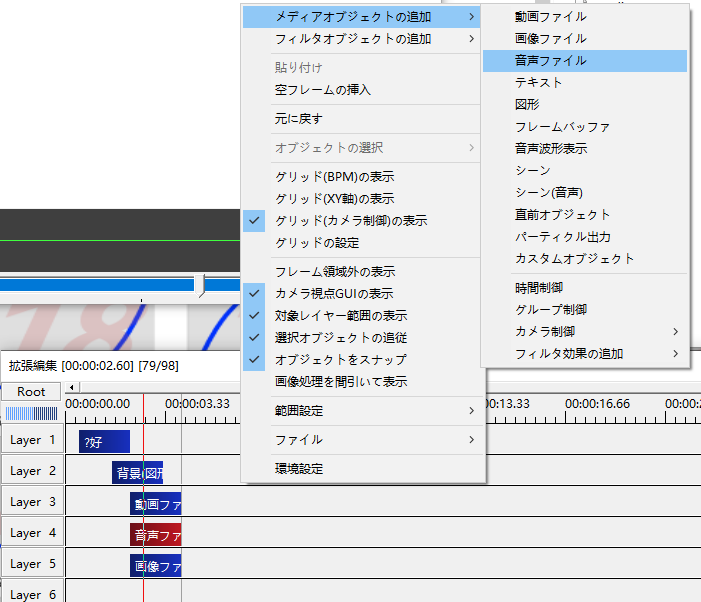 メディアオブジェクトの追加
フィルタオブジェクトの追加
貼り付け
空フレームの挿入
元に戻す
オブジェクトの選択
グリッド(BPM)の表示
グリッド(XY軸)の表示
グリッド(カメラ制御)の表示
グリッドの設定
フレーム領域外の表示
カメラ視点GUIの表示
対象レイヤー範囲の表示
選択オブジェクトの追従
オブジェクトをスナップ
画像処理を間引いて表示
範囲設定
ファイル
環境設定
動画ファイル
画像ファイル
音声ファイル
テキスト
図形
フレームバッファ
音声波形表示
シーン
シーン(音声)
直前オブジェクト
パーティクル出力
カスタムオブジェクト
時間制御
グループ制御
カメラ制御
フィルタ効果の追加
18
拡張編集 [00:00:02.60] [79/98]
Root
00:00:00.00 00:00:03.33 00:13.33 00:00:16.66 00:00:2
Layer 1 ?好
Layer 2 背景(図形
Layer 3 動画ファ
Layer 4 音声ファ
Layer 5 画像ファ
Layer 6